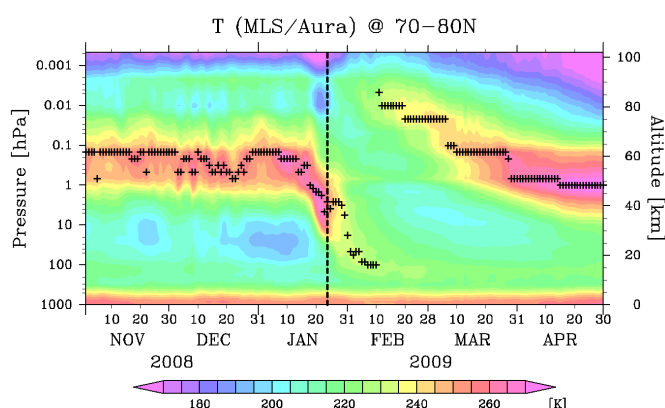 T (MLS/Aura) @ 70-80N
Pressure [hPa]
0.001
0.01
0.1
1
10
100
1000
100
80
60
40
20
0
Altitude [km]
10 20 30 10 20 31 10 20 31 10 20 28 10 20 31 10 20 30
NOV DEC JAN FEB MAR APR
2008 2009
180 200 220 240 260 [K]